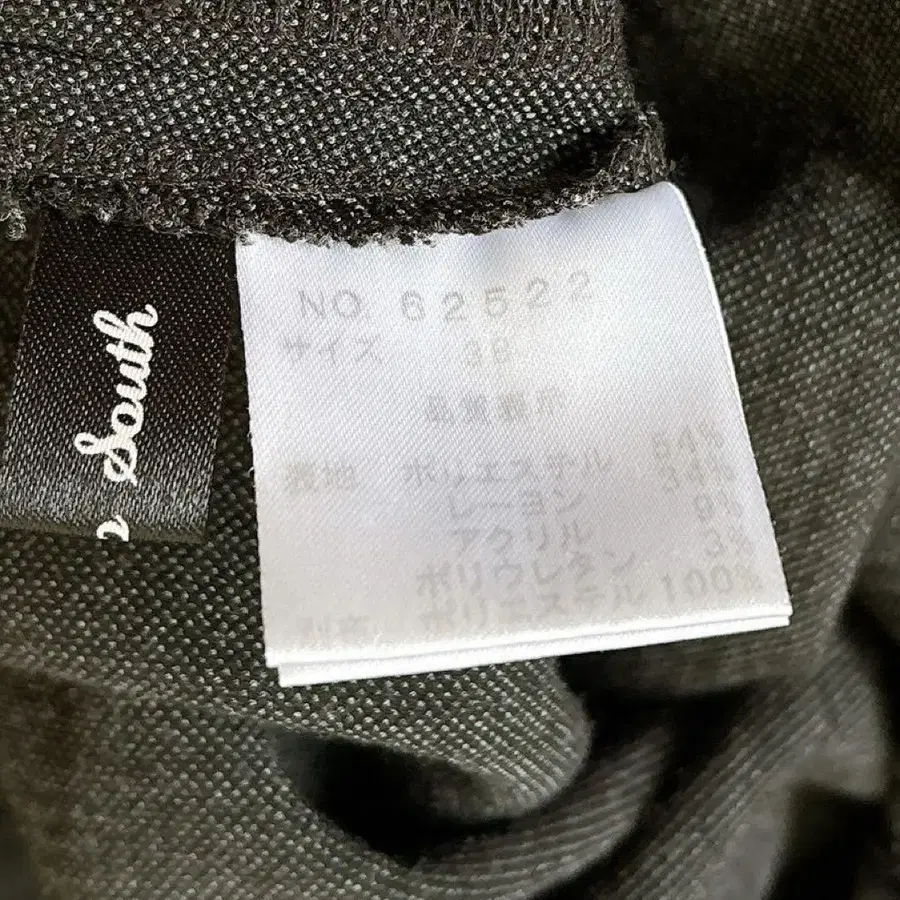 South
NO 62522
サイズ 38
品質表示
表地 ポリエステル 54%
レーヨン 34%
アクリル 9%
ポリウレタン 3%
ポリエステル 100%